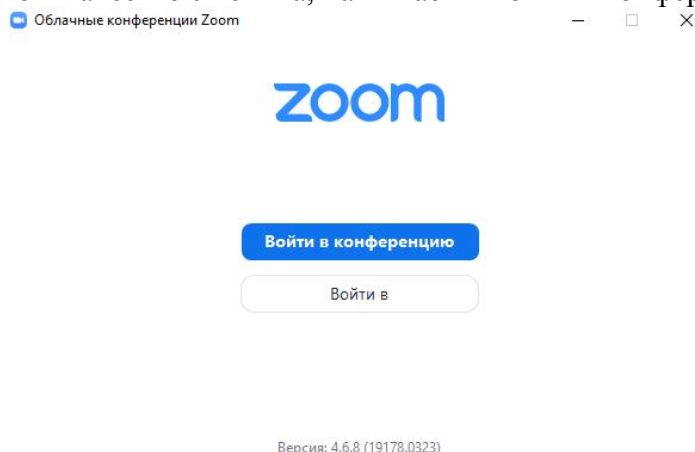 Облачные конференции Zoom
zoom
Войти в конференцию
Войти в
Версия: 4.6.8 (19178.0323)